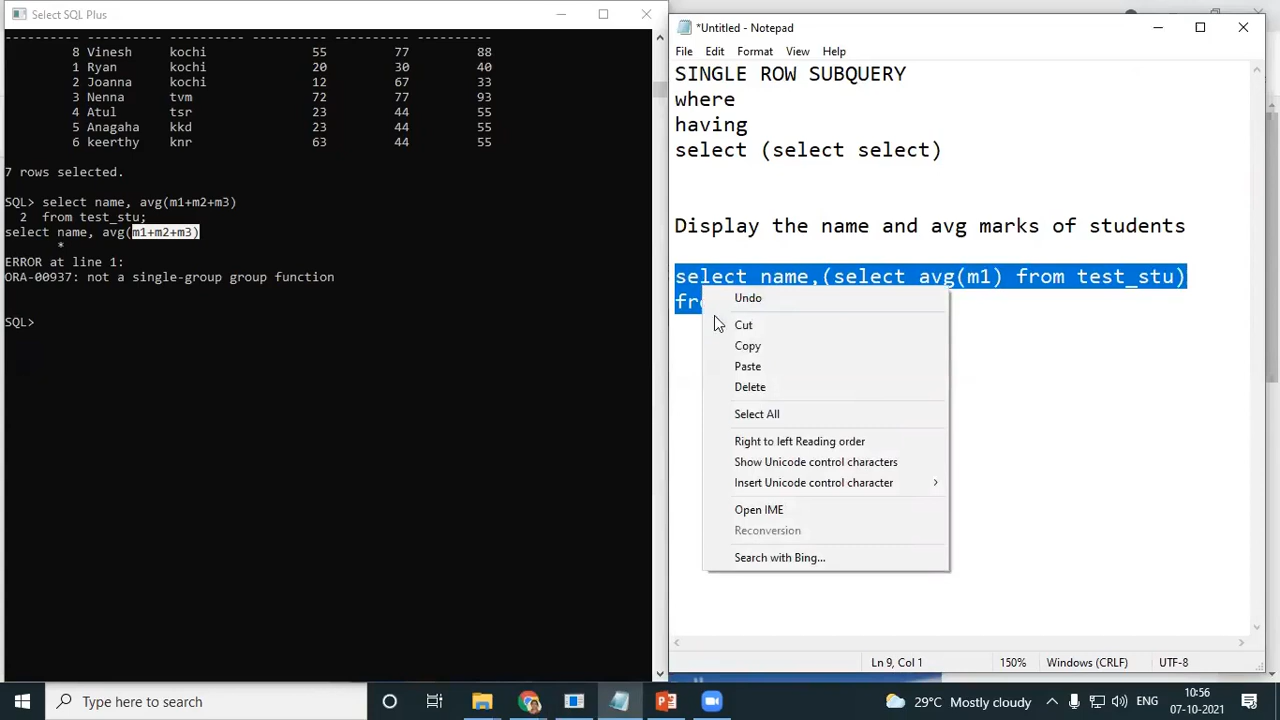 Select SQL Plus
---------- ---------- ---------- ---------- ---------- ----------
8 Vinesh kochi 55 77 88
1 Ryan kochi 20 30 40
2 Joanna kochi 12 67 33
3 Nenna tvm 72 77 93
4 Atul tsr 23 44 55
5 Anagaha kkd 23 44 55
6 keerthy knr 63 44 55
7 rows selected.
SQL> select name, avg(m1+m2+m3)
2 from test_stu;
select name, avg(m1+m2+m3)
*
ERROR at line 1:
ORA-00937: not a single-group group function
SQL>
*Untitled - Notepad
File Edit Format View Help
SINGLE ROW SUBQUERY
where
having
select (select select)
Display the name and avg marks of students
select name,(select avg(m1) from test_stu)
Undo
Cut
Copy
Paste
Delete
Select All
Right to left Reading order
Show Unicode control characters
Insert Unicode control character
Open IME
Reconversion
Search with Bing...
Ln 9, Col 1 150% Windows (CRLF) UTF-8
Type here to search
29°C Mostly cloudy ENG 10:56
07-10-2021